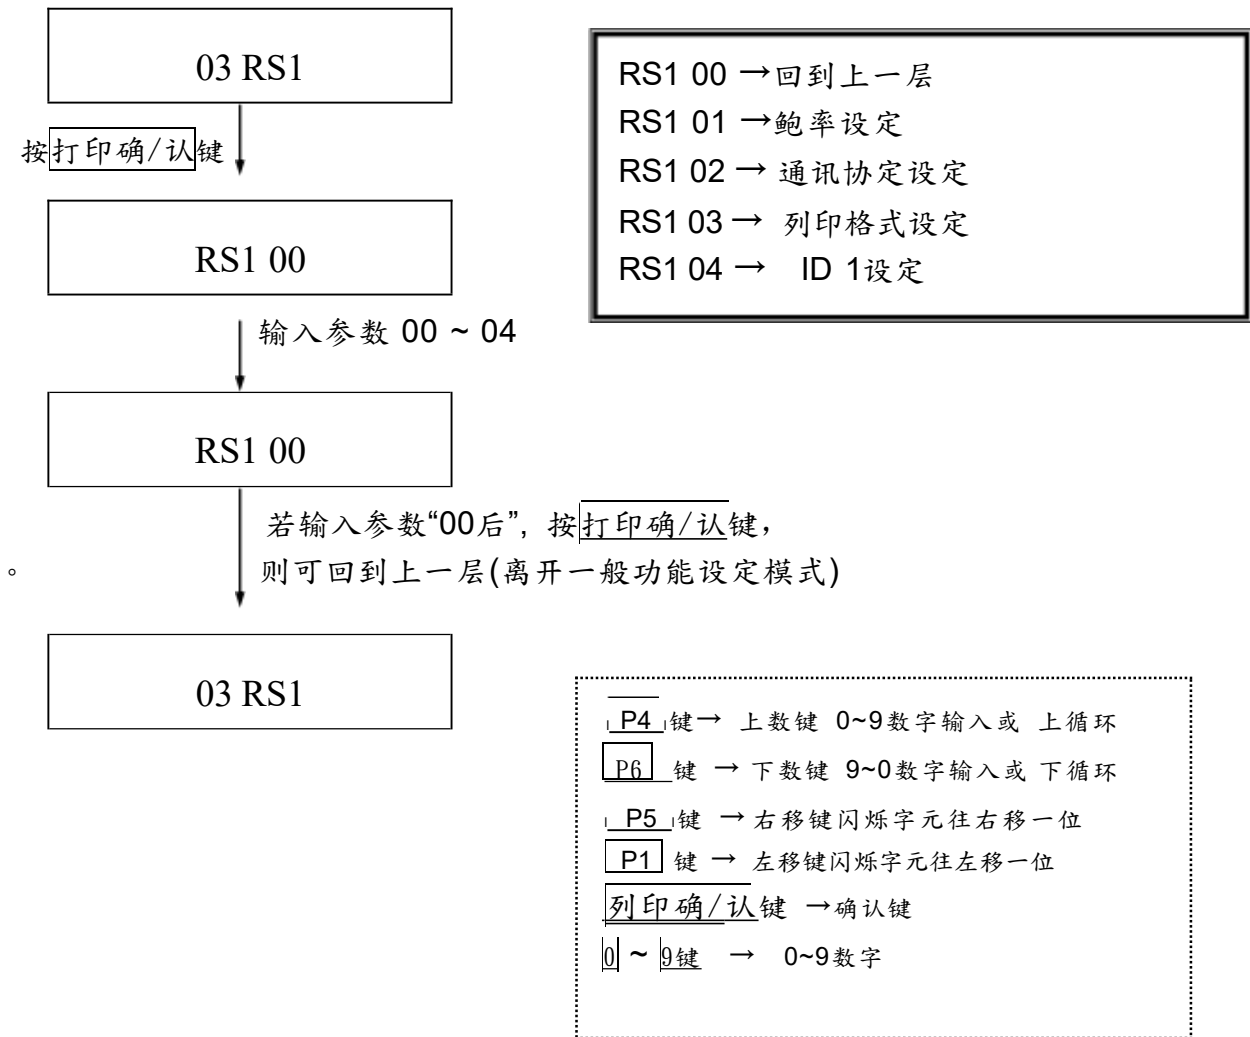 03 RS1
按打印确/认键
RS1 00
输入参数 00 ~ 04
RS1 00
若输入参数“00后”, 按打印确/认键，
则可回到上一层(离开一般功能设定模式)
。
03 RS1
RS1 00 →回到上一层
RS1 01 →鲍率设定
RS1 02 → 通讯协定设定
RS1 03 → 列印格式设定
RS1 04 → ID 1设定
P4 键→ 上数键 0~9数字输入或 上循环
P6 键 → 下数键 9~0数字输入或 下循环
P5 键 → 右移键闪烁字元往右移一位
P1 键 → 左移键闪烁字元往左移一位
列印确/认键 →确认键
0 ~ 9键 → 0~9数字